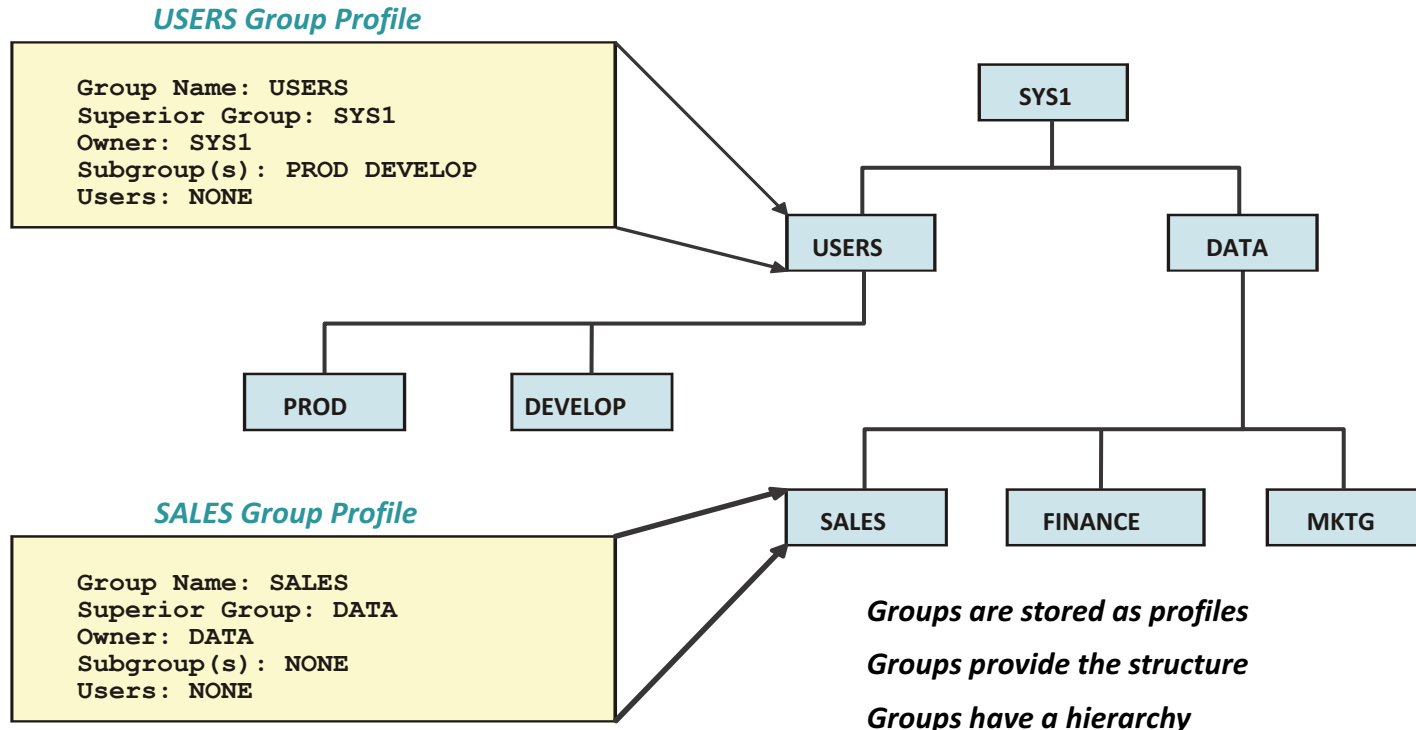 USERS Group Profile
Group Name: USERS
Superior Group: SYS1
Owner: SYS1
Subgroup(s): PROD DEVELOP
Users: NONE
SYS1
USERS
DATA
PROD
DEVELOP
SALES
FINANCE
MKTG
SALES Group Profile
Group Name: SALES
Superior Group: DATA
Owner: DATA
Subgroup(s): NONE
Users: NONE
Groups are stored as profiles
Groups provide the structure
Groups have a hierarchy